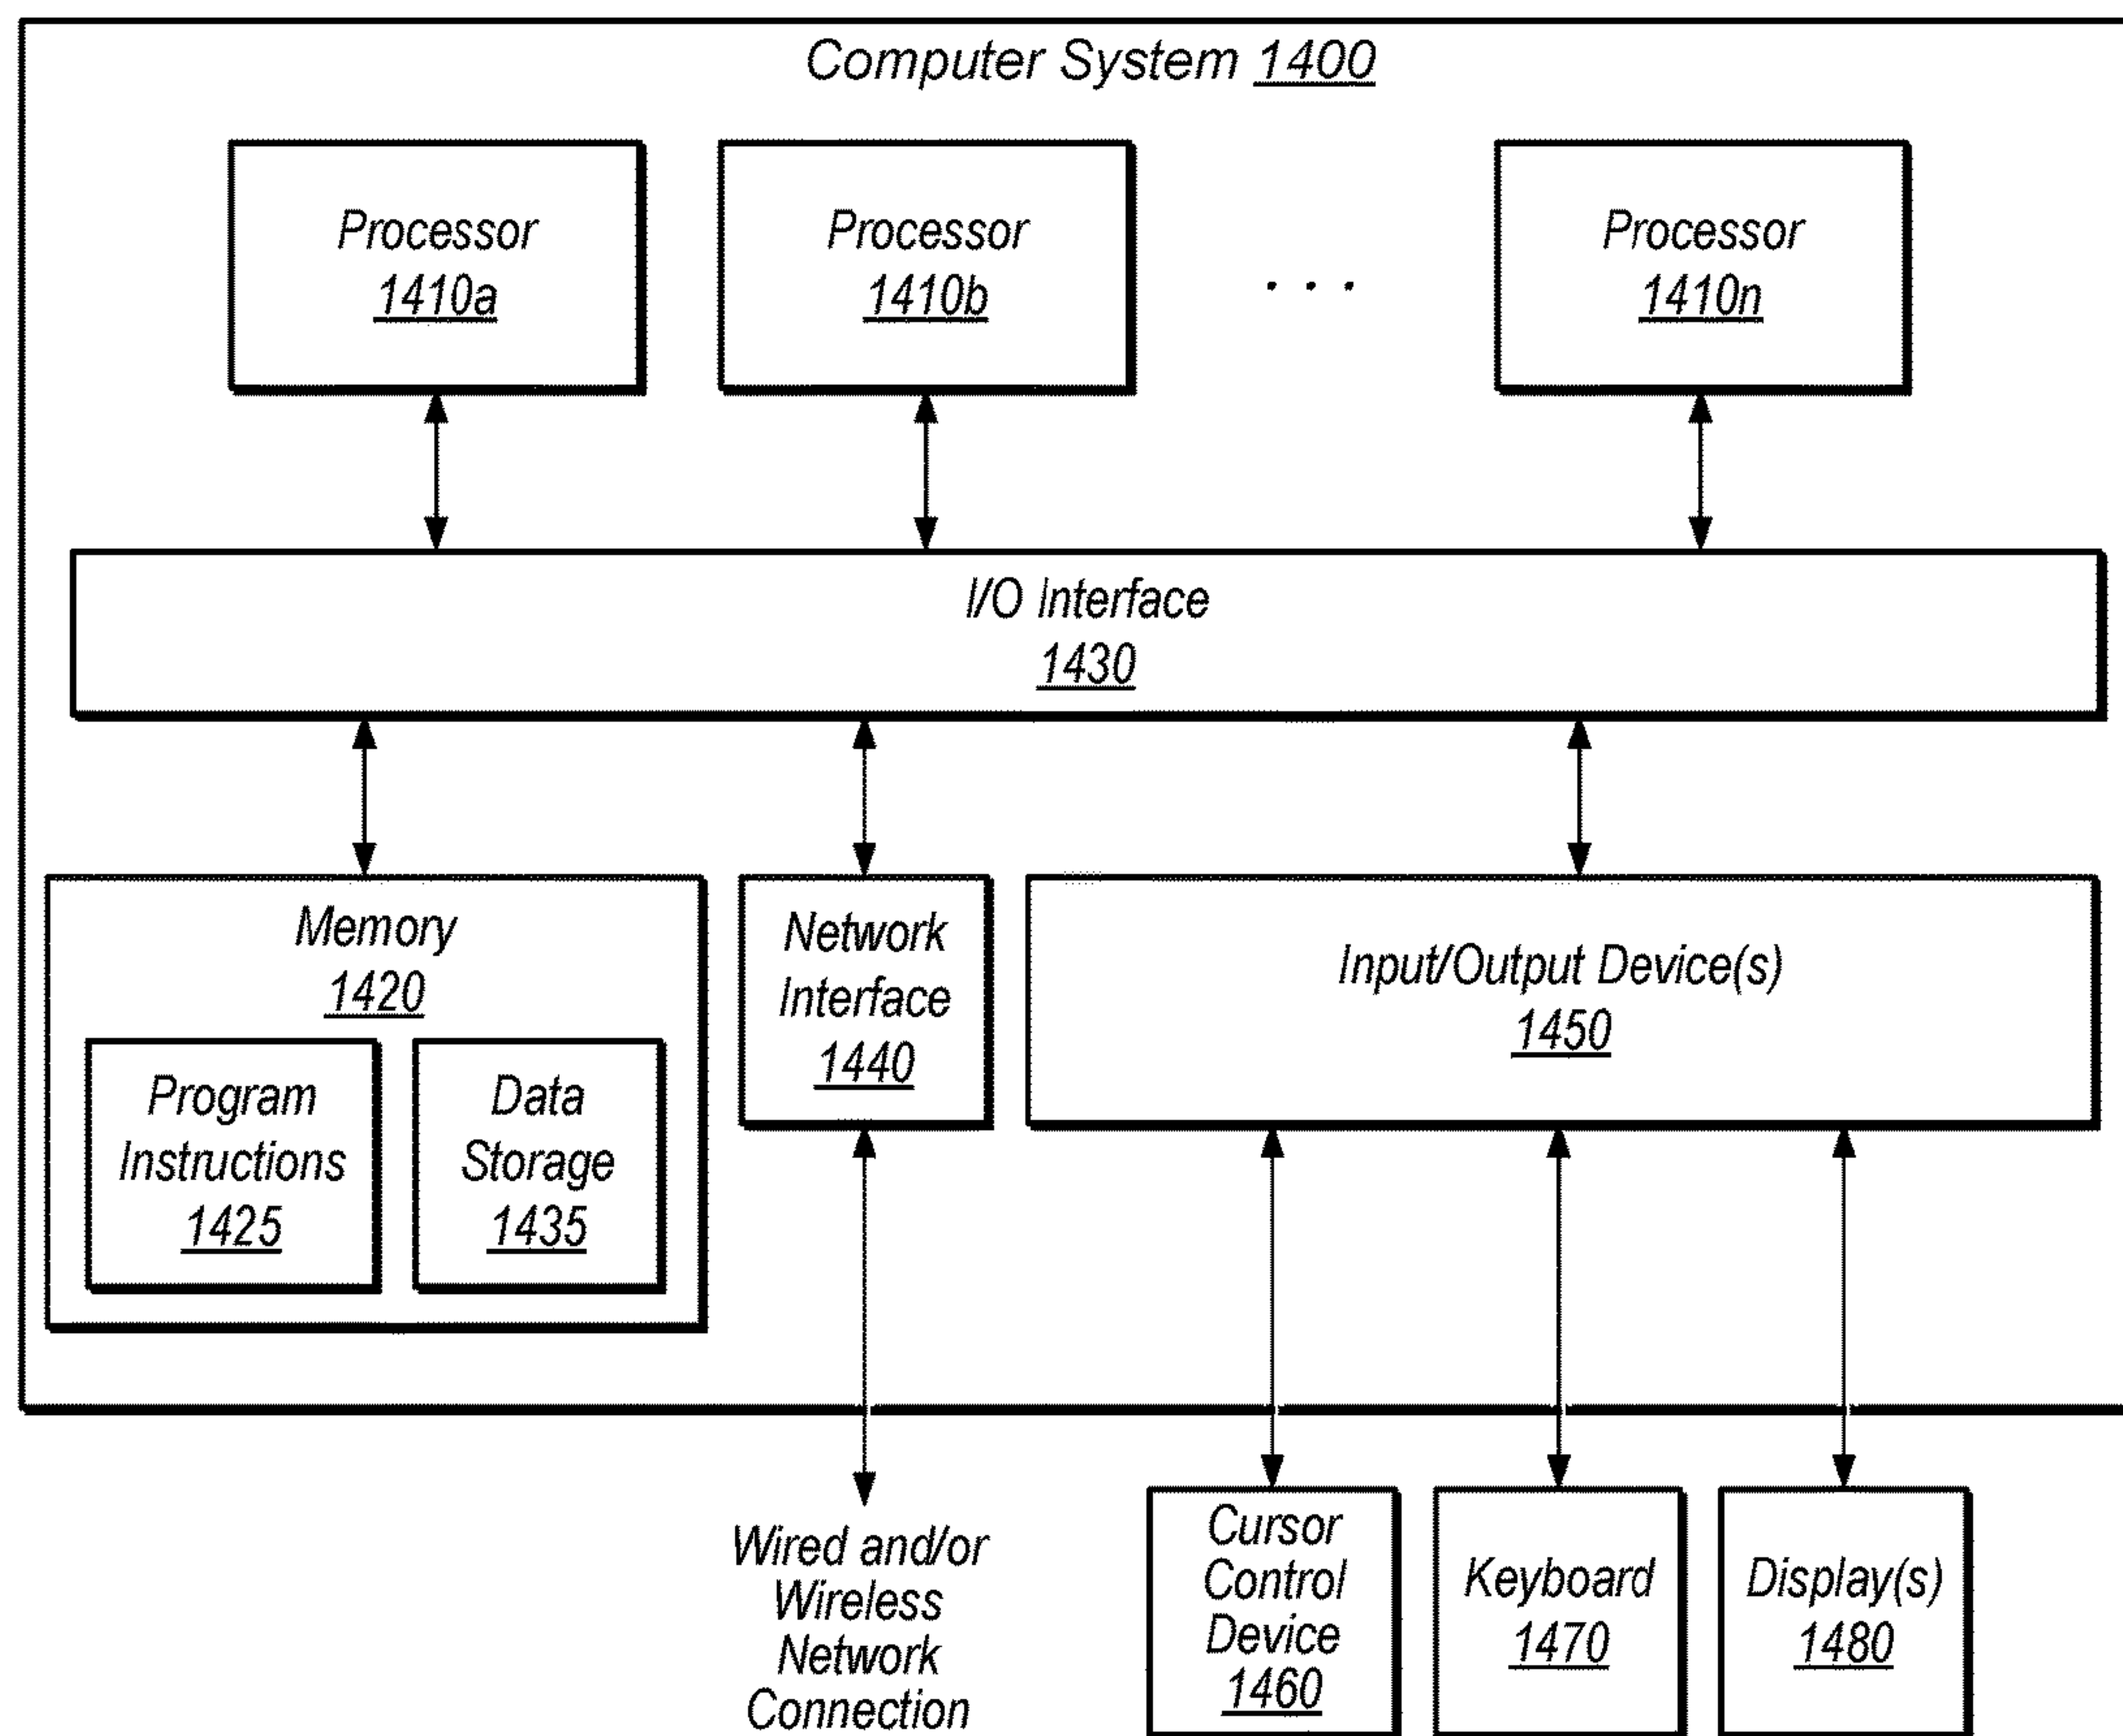 Computer System 1400
Processor
1410a
Processor
1410b
. . .
Processor
1410n
I/O Interface
1430
Memory
1420
Program
Instructions
1425
Data
Storage
1435
Network
Interface
1440
Input/Output Device(s)
1450
Wired and/or
Wireless
Network
Connection
Cursor
Control
Device
1460
Keyboard
1470
Display(s)
1480